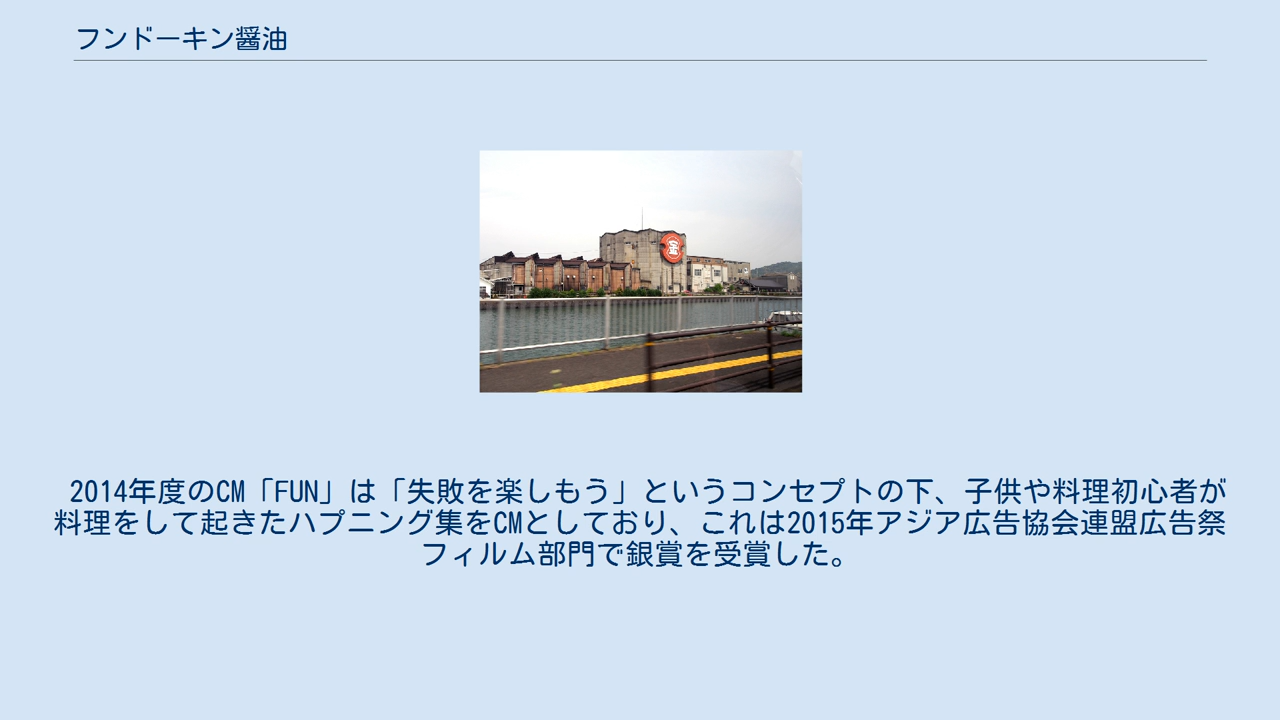 フンドーキン醤油
2014年度のCM「FUN」は「失敗を楽しもう」というコンセプトの下、子供や料理初心者が
料理をして起きたハプニング集をCMとしており、これは2015年アジア広告協会連盟広告祭
フィルム部門で銀賞を受賞した。